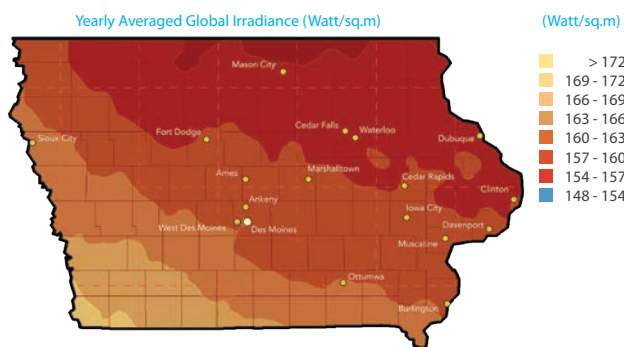 Yearly Averaged Global Irradiance (Watt/sq.m)
(Watt/sq.m)
> 172
169 - 172
166 - 169
163 - 166
160 - 163
157 - 160
154 - 157
148 - 154
Mason City
Sioux City
Fort Dodge
Cedar Falls
Waterloo
Dubuque
Ames
Marshalltown
Cedar Rapids
Clinton
Ankeny
Iowa City
West Des Moines
Des Moines
Davenport
Muscatine
Ottumwa
Burlington